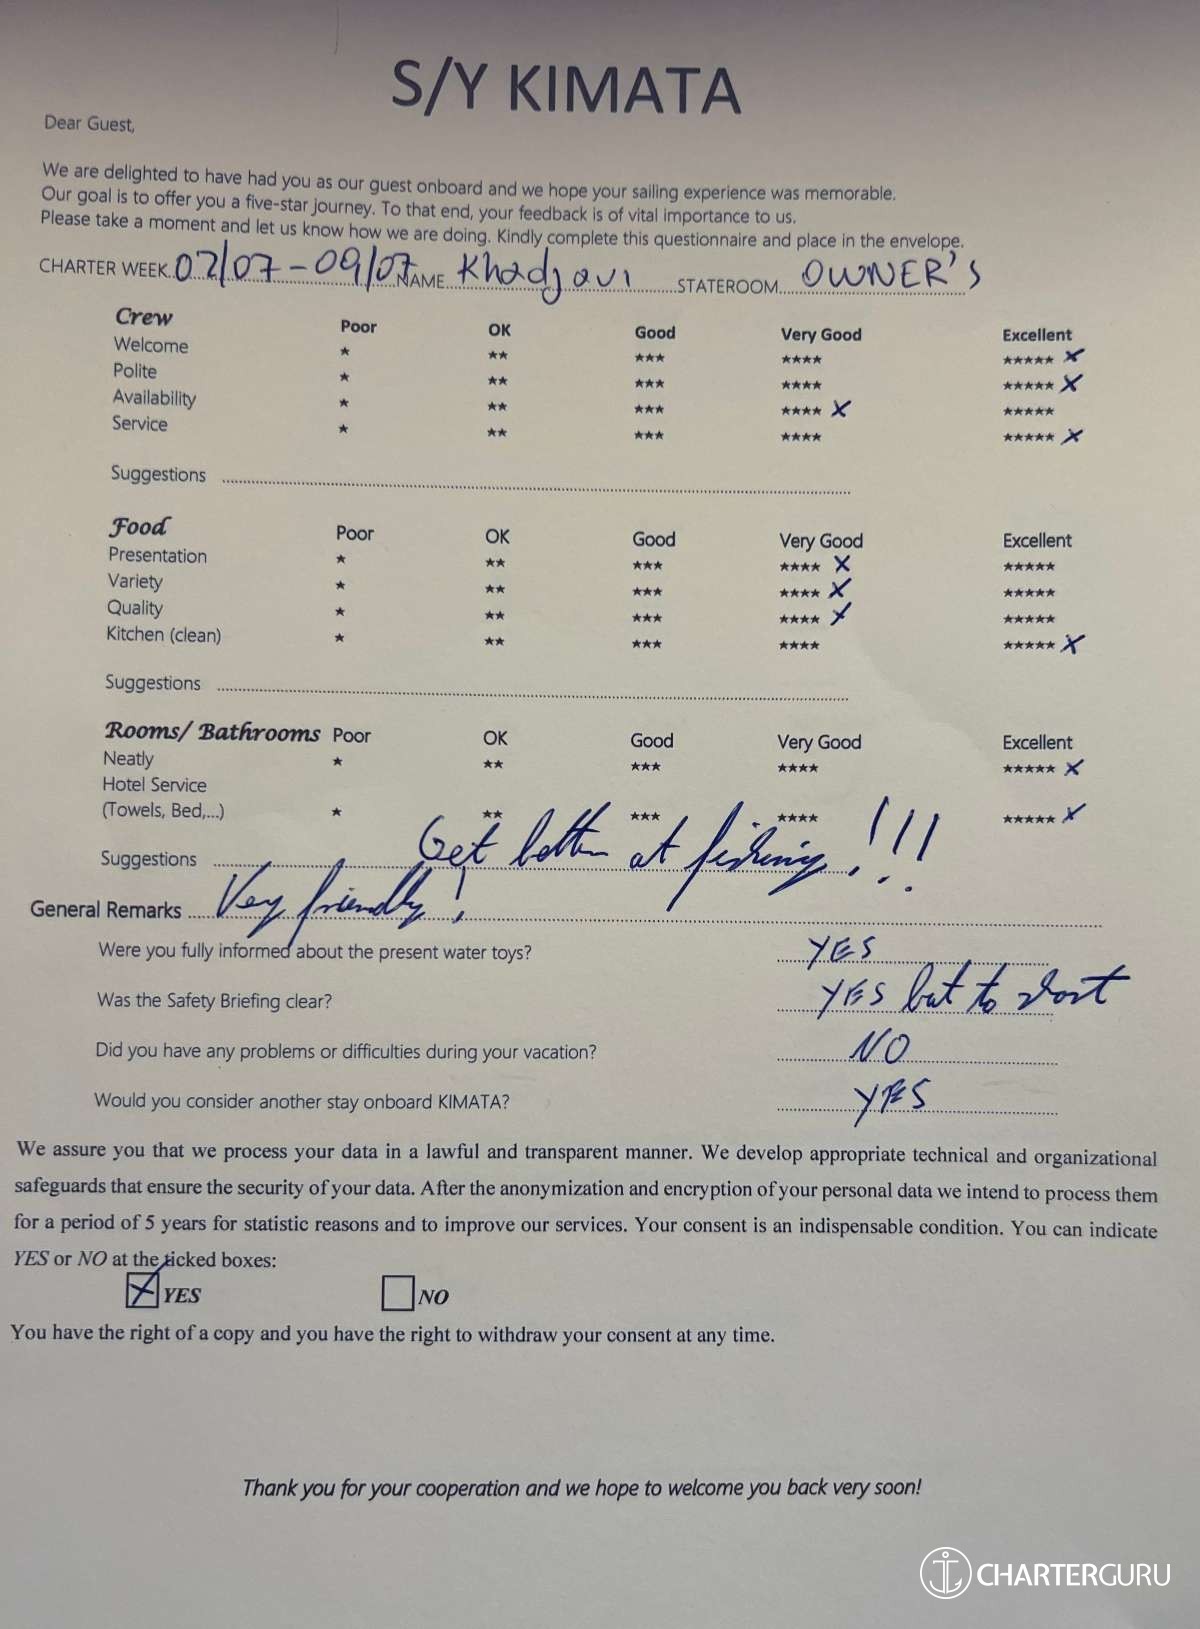 S/Y KIMATA
Dear Guest,
We are delighted to have had you as our guest onboard and we hope your sailing experience was memorable.
Our goal is to offer you a five-star journey. To that end, your feedback is of vital importance to us.
Please take a moment and let us know how we are doing. Kindly complete this questionnaire and place in the envelope.
CHARTER WEEK 02/07-09/07 NAME Khadjavi STATEROOM OWNER'S
Crew Poor OK Good Very Good Excellent
Welcome ★ ★★ ★★★ ★★★★ ★★★★★ X
Polite ★ ★★ ★★★ ★★★★ ★★★★★ X
Availability ★ ★★ ★★★ ★★★★ X ★★★★★
Service ★ ★★ ★★★ ★★★★ ★★★★★ X
Suggestions
Food Poor OK Good Very Good Excellent
Presentation ★ ★★ ★★★ ★★★★ X ★★★★★
Variety ★ ★★ ★★★ ★★★★ X ★★★★★
Quality ★ ★★ ★★★ ★★★★ X ★★★★★
Kitchen (clean) ★ ★★ ★★★ ★★★★ ★★★★★ X
Suggestions
Rooms/ Bathrooms Poor OK Good Very Good Excellent
Neatly ★ ★★ ★★★ ★★★★ ★★★★★ X
Hotel Service
(Towels, Bed,...) ★ ★★ ★★★ ★★★★ ★★★★★ X
Suggestions Get better at fishing!!!
General Remarks Very friendly!
Were you fully informed about the present water toys? YES
Was the Safety Briefing clear? YES but to short
Did you have any problems or difficulties during your vacation? NO
Would you consider another stay onboard KIMATA? YES
We assure you that we process your data in a lawful and transparent manner. We develop appropriate technical and organizational
safeguards that ensure the security of your data. After the anonymization and encryption of your personal data we intend to process them
for a period of 5 years for statistic reasons and to improve our services. Your consent is an indispensable condition. You can indicate
YES or NO at the ticked boxes:
X YES NO
You have the right of a copy and you have the right to withdraw your consent at any time.
Thank you for your cooperation and we hope to welcome you back very soon!
CHARTERGURU